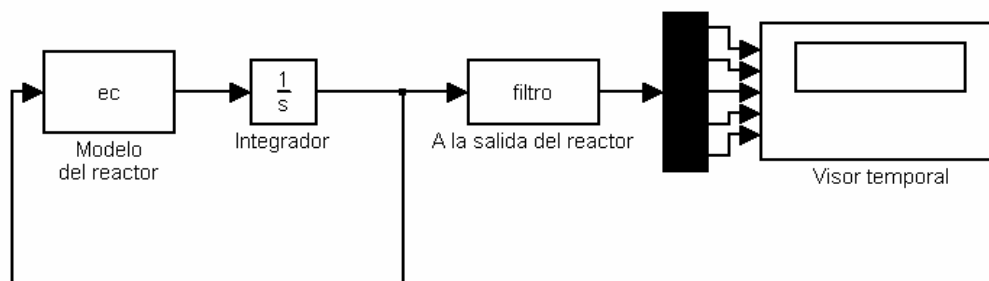 ec
Modelo
del reactor
1
s
Integrador
filtro
A la salida del reactor
Visor temporal